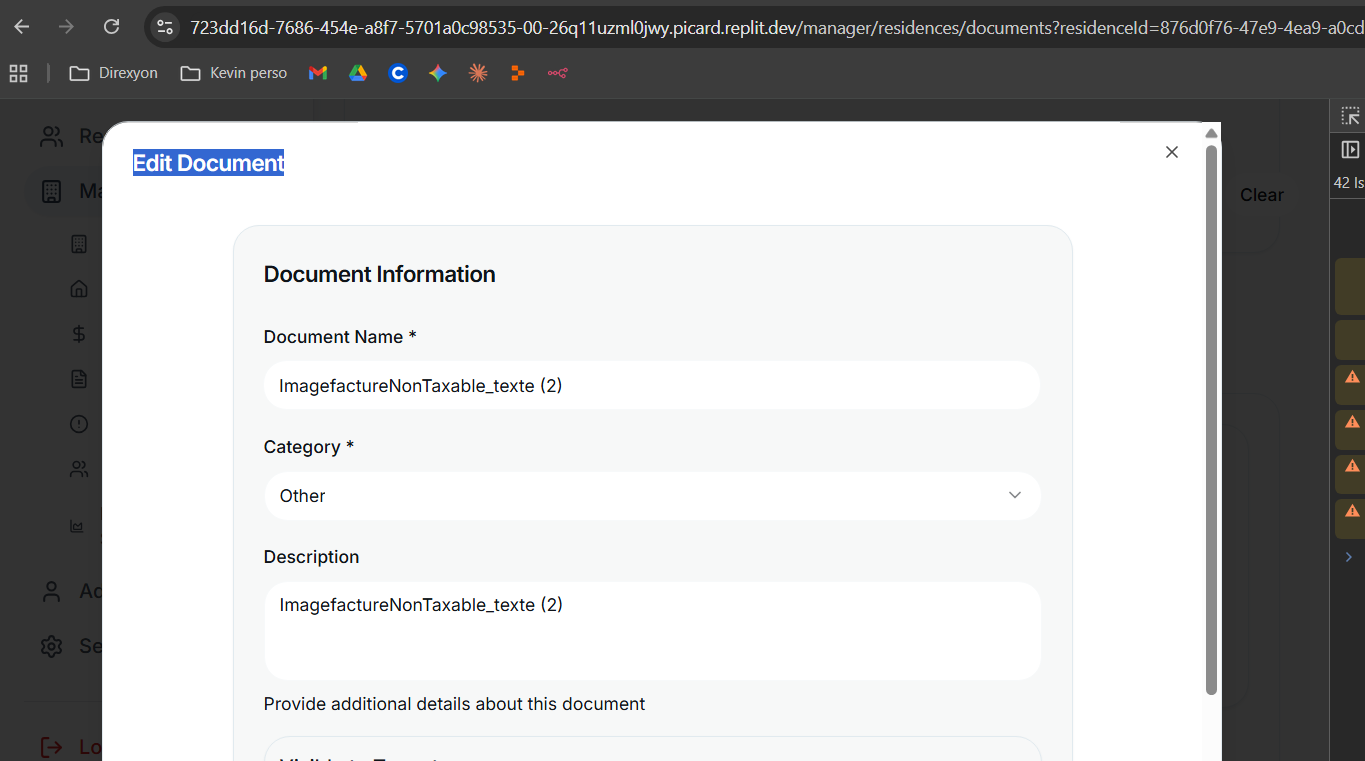 723dd16d-7686-454e-a8f7-5701a0c98535-00-26q11uzml0jwy.picard.replit.dev/manager/residences/documents?residenceId=876d0f76-47e9-4ea9-a0cd
Direxyon
Kevin perso
Re
Edit Document
42 Is
Ma
Clear
Document Information
Document Name *
ImagefactureNonTaxable_texte (2)
Category *
Other
Description
Ac
ImagefactureNonTaxable_texte (2)
Se
Provide additional details about this document
Lo